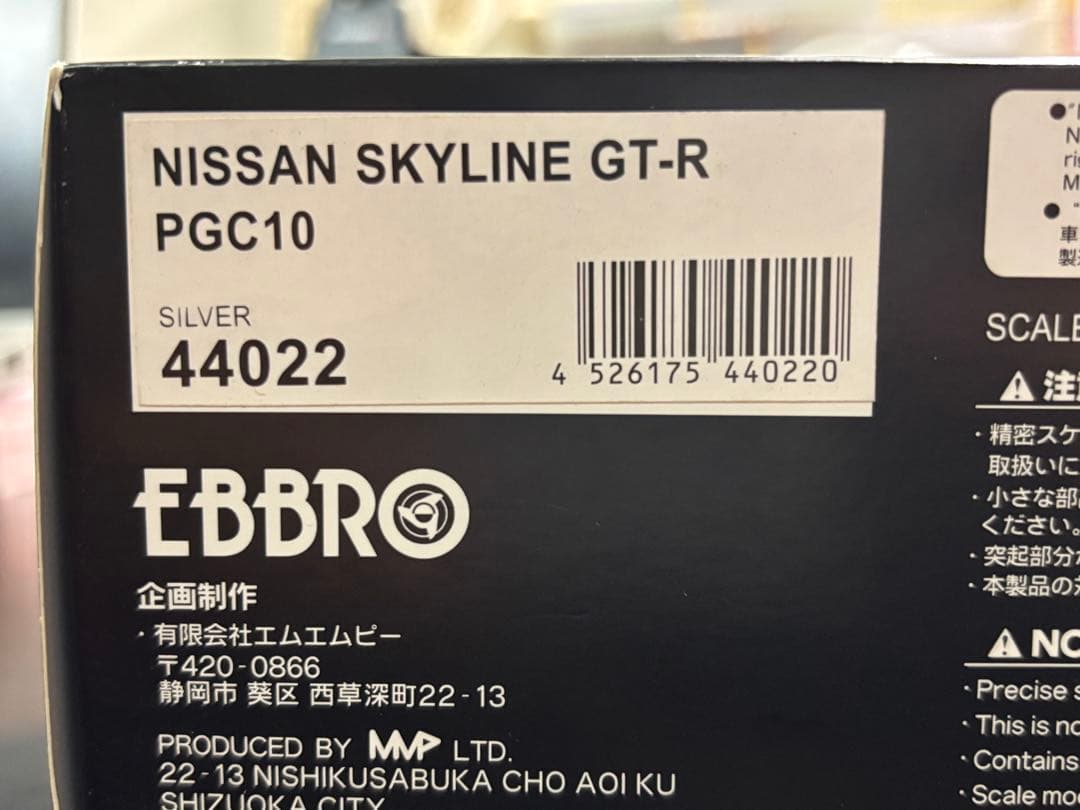 NISSAN SKYLINE GT-R
PGC10
SILVER
44022
4 526175 440220
EBBRO
企画制作
・有限会社エムエムピー
〒420-0866
静岡市 葵区 西草深町22-13
PRODUCED BY MMP LTD.
22-13 NISHIKUSABUKA CHO AOI KU
SHIZUOKA CITY
車
SCALE
⚠ 注
・精密スケ
取扱いに
・小さな部
ください。
・突起部分
・本製品の
⚠ NO
・Precise
・This is
・Contains
・Scale